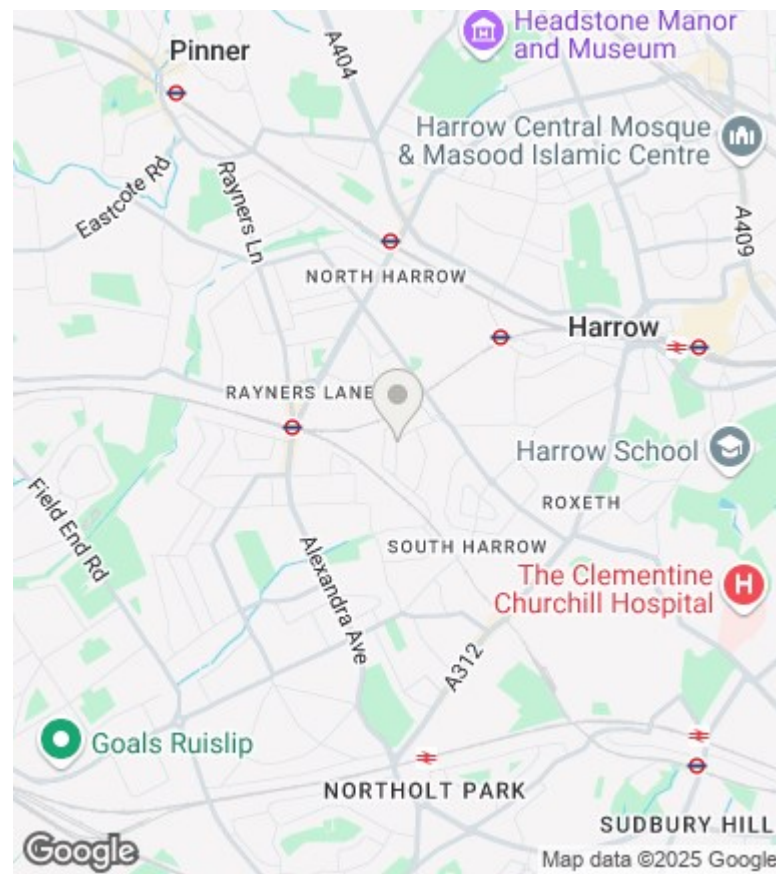 Headstone Manor
and Museum
Pinner
A404
Harrow Central Mosque
& Masood Islamic Centre
Eastcote Rd
Rayners Ln
A409
NORTH HARROW
Harrow
RAYNERS LANE
Harrow School
Field End Rd
ROXETH
Alexandra Ave
SOUTH HARROW
The Clementine
Churchill Hospital
H
A312
Goals Ruislip
NORTHOLT PARK
SUDBURY HILL
Google
Map data ©2025 Google